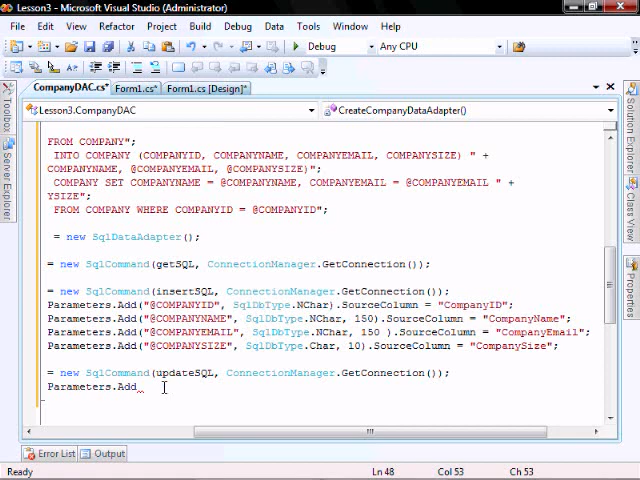 Lesson3 - Microsoft Visual Studio (Administrator)
File Edit View Refactor Project Build Debug Data Tools Window Community Help
Debug Any CPU
CompanyDAC.cs* Form1.cs* Form1.cs [Design]*
Lesson3.CompanyDAC CreateCompanyDataAdapter()
Toolbox
Server Explorer
FROM COMPANY";
INTO COMPANY (COMPANYID, COMPANYNAME, COMPANYEMAIL, COMPANYSIZE) " +
COMPANYNAME, @COMPANYEMAIL, @COMPANYSIZE)";
COMPANY SET COMPANYNAME = @COMPANYNAME, COMPANYEMAIL = @COMPANYEMAIL " +
YSIZE";
FROM COMPANY WHERE COMPANYID = @COMPANYID";
= new SqlDataAdapter();
= new SqlCommand(getSQL, ConnectionManager.GetConnection());
= new SqlCommand(insertSQL, ConnectionManager.GetConnection());
Parameters.Add("@COMPANYID", SqlDbType.NChar).SourceColumn = "CompanyID";
Parameters.Add("@COMPANYNAME", SqlDbType.NChar, 150).SourceColumn = "CompanyName";
Parameters.Add("@COMPANYEMAIL", SqlDbType.NChar, 150 ).SourceColumn = "CompanyEmail";
Parameters.Add("@COMPANYSIZE", SqlDbType.Char, 10).SourceColumn = "CompanySize";
= new SqlCommand(updateSQL, ConnectionManager.GetConnection());
Parameters.Add
Solution Explorer
Class View
Properties
Error List Output
Ready Ln 48 Col 53 Ch 53